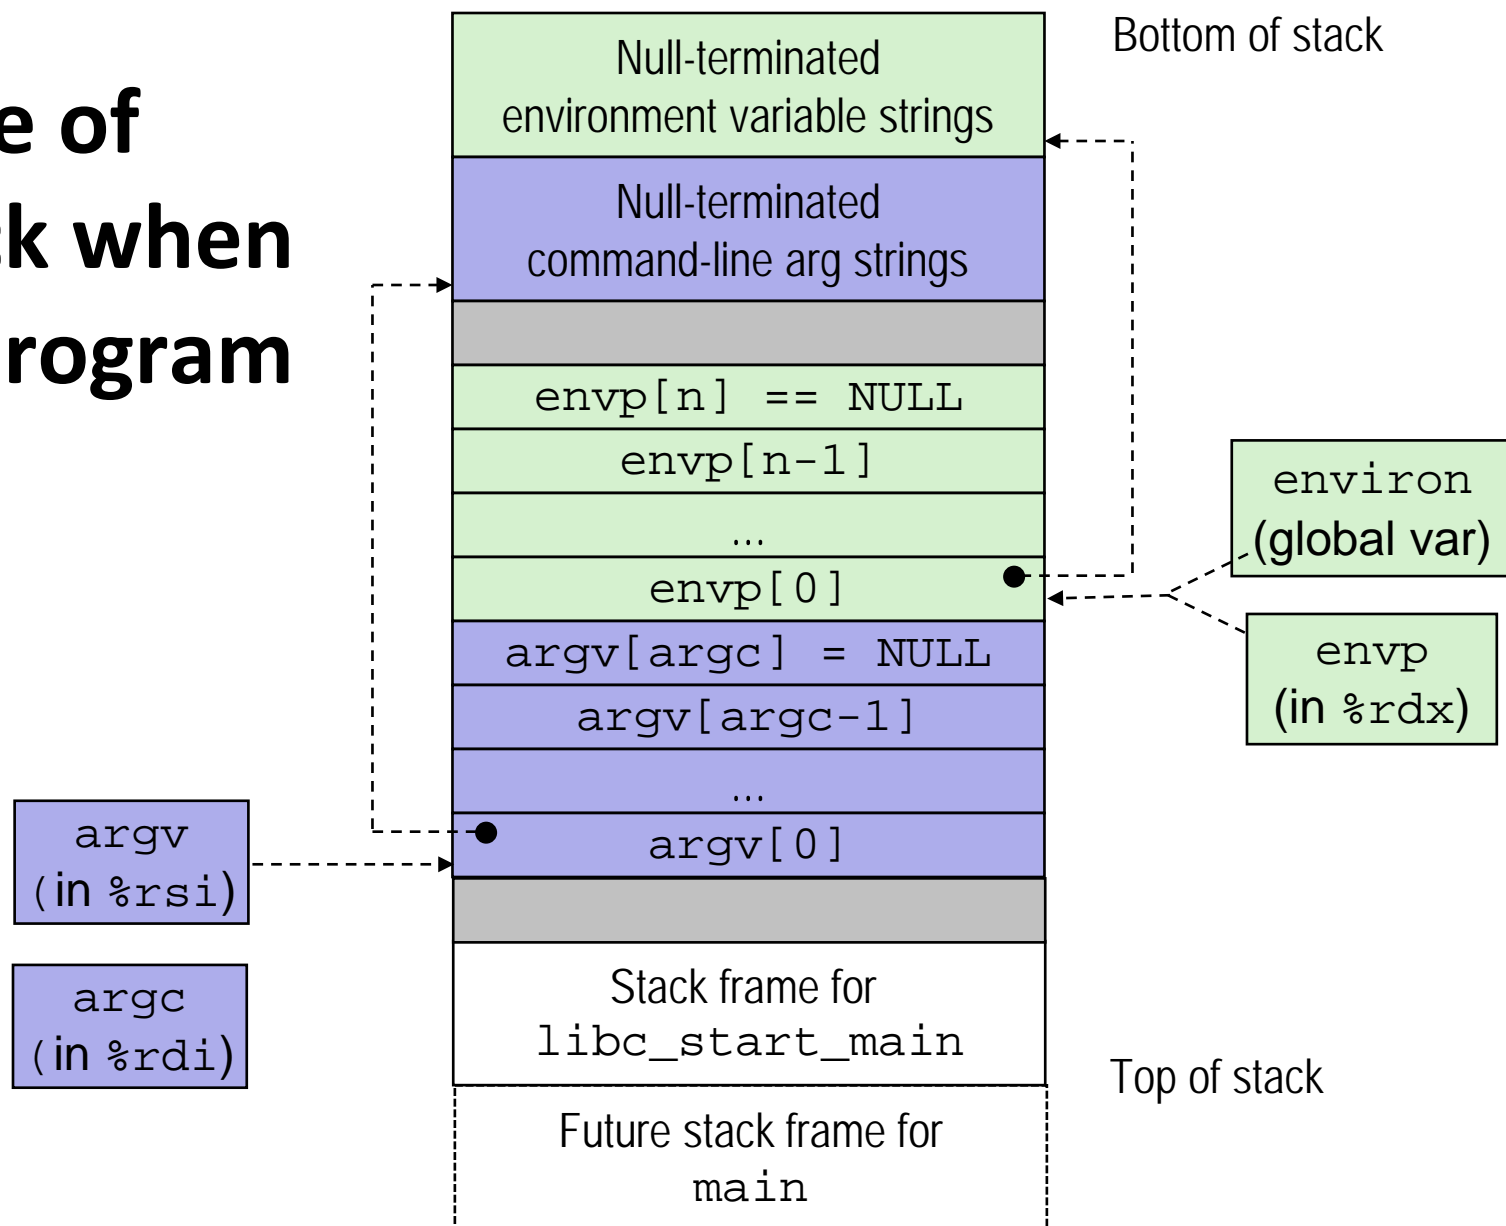 e of
ck when
rogram
Bottom of stack
Null-terminated
environment variable strings
Null-terminated
command-line arg strings
envp[n] == NULL
envp[n-1]
...
envp[0]
argv[argc] = NULL
argv[argc-1]
...
argv[0]
environ
(global var)
envp
(in %rdx)
argv
(in %rsi)
argc
(in %rdi)
Stack frame for
libc_start_main
Top of stack
Future stack frame for
main